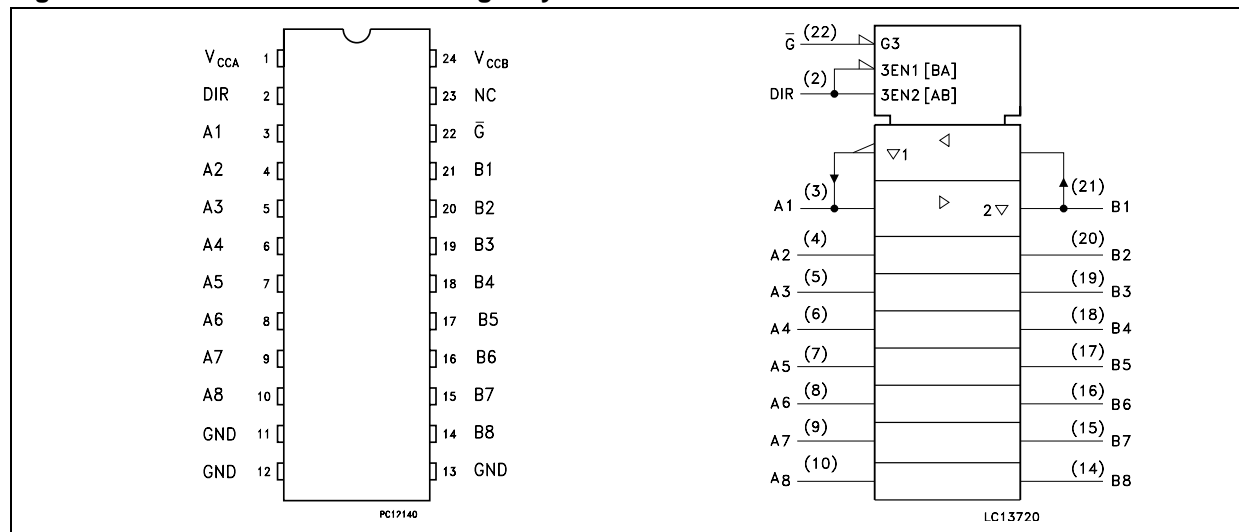 V_CCA 1 24 V_CCB
DIR 2 23 NC
A1 3 22 G̅
A2 4 21 B1
A3 5 20 B2
A4 6 19 B3
A5 7 18 B4
A6 8 17 B5
A7 9 16 B6
A8 10 15 B7
GND 11 14 B8
GND 12 13 GND
PC12140
G̅ (22) G3
3EN1 [BA]
DIR (2) 3EN2 [AB]
▽1 ◁
A1 (3) ▷ 2▽ (21) B1
A2 (4) (20) B2
A3 (5) (19) B3
A4 (6) (18) B4
A5 (7) (17) B5
A6 (8) (16) B6
A7 (9) (15) B7
A8 (10) (14) B8
LC13720